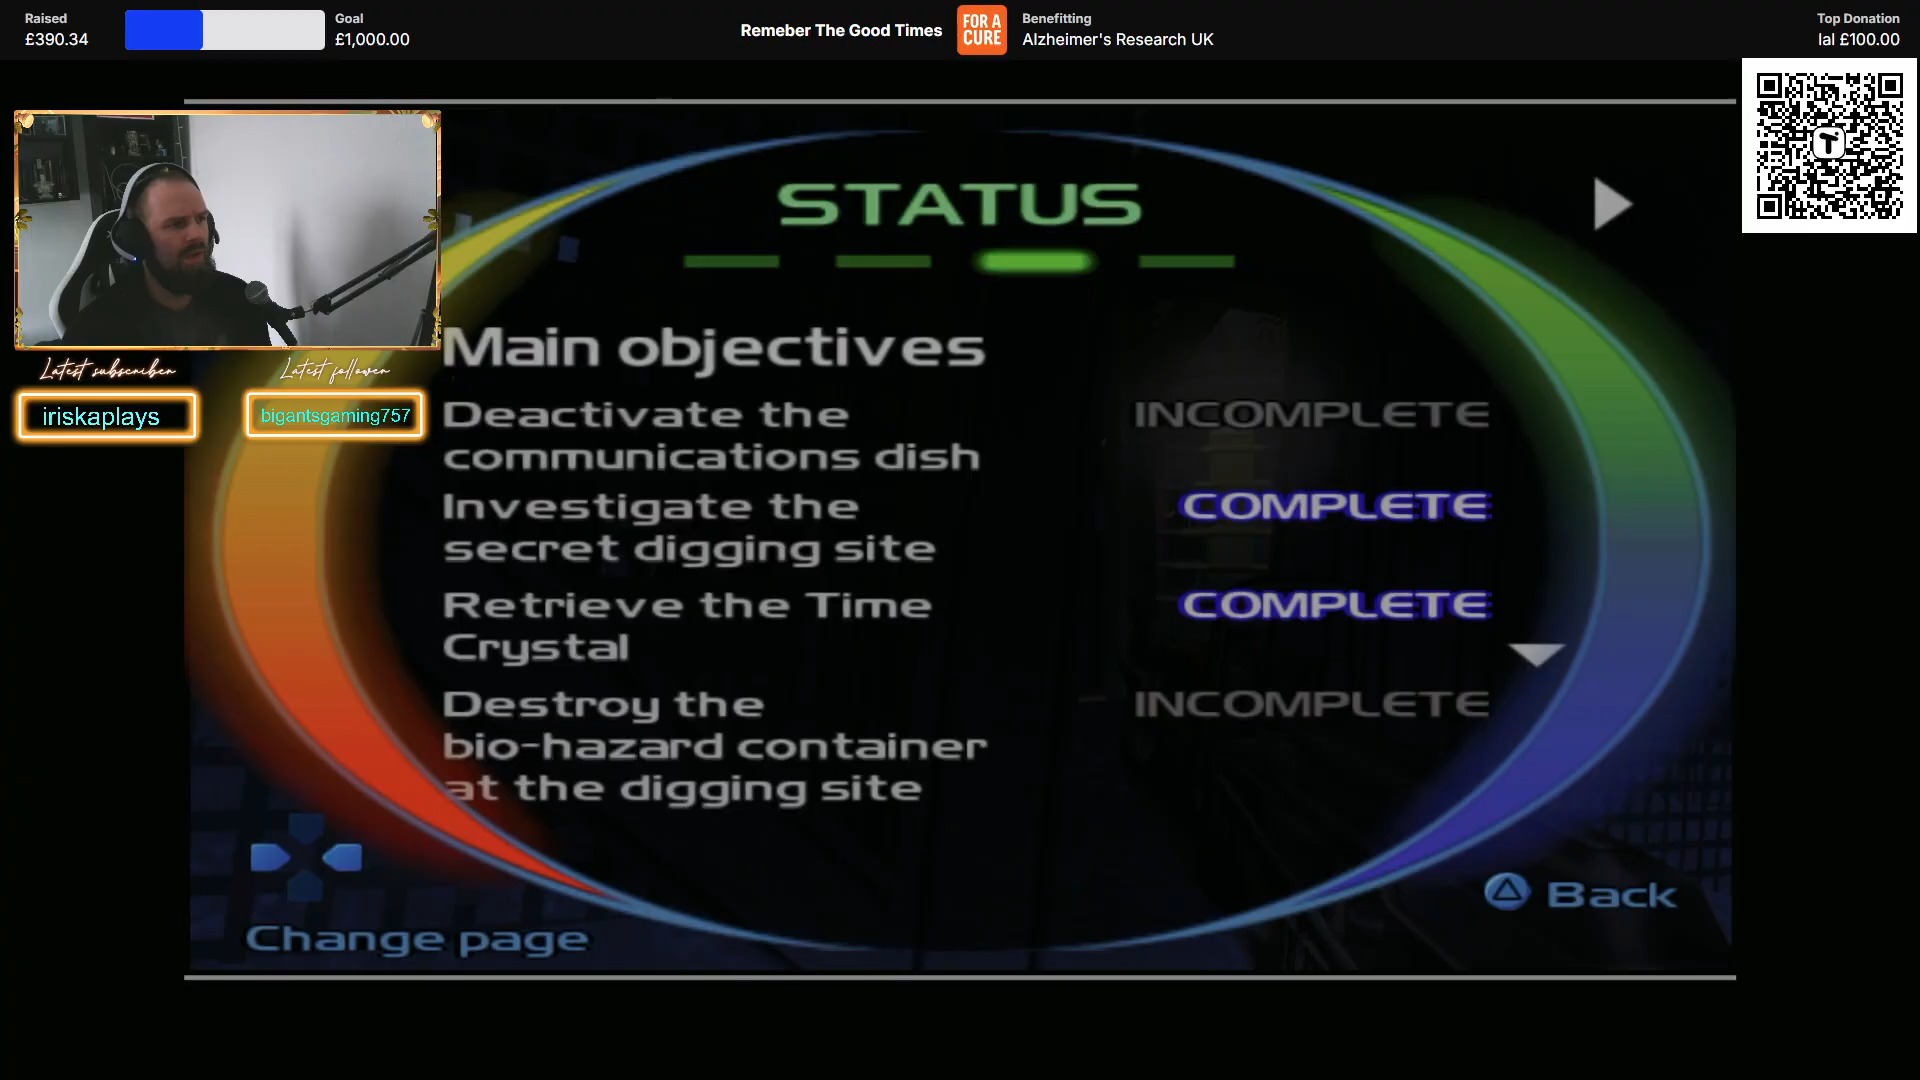 Raised
£390.34
Goal
£1,000.00
Remeber The Good Times
FOR A
CURE
Benefitting
Alzheimer's Research UK
Top Donation
lal £100.00
Latest subscriber
Latest follower
iriskaplays
bigantsgaming757
STATUS
Main objectives
Deactivate the
communications dish
INCOMPLETE
Investigate the
secret digging site
COMPLETE
Retrieve the Time
Crystal
COMPLETE
Destroy the
bio-hazard container
at the digging site
INCOMPLETE
Change page
Back